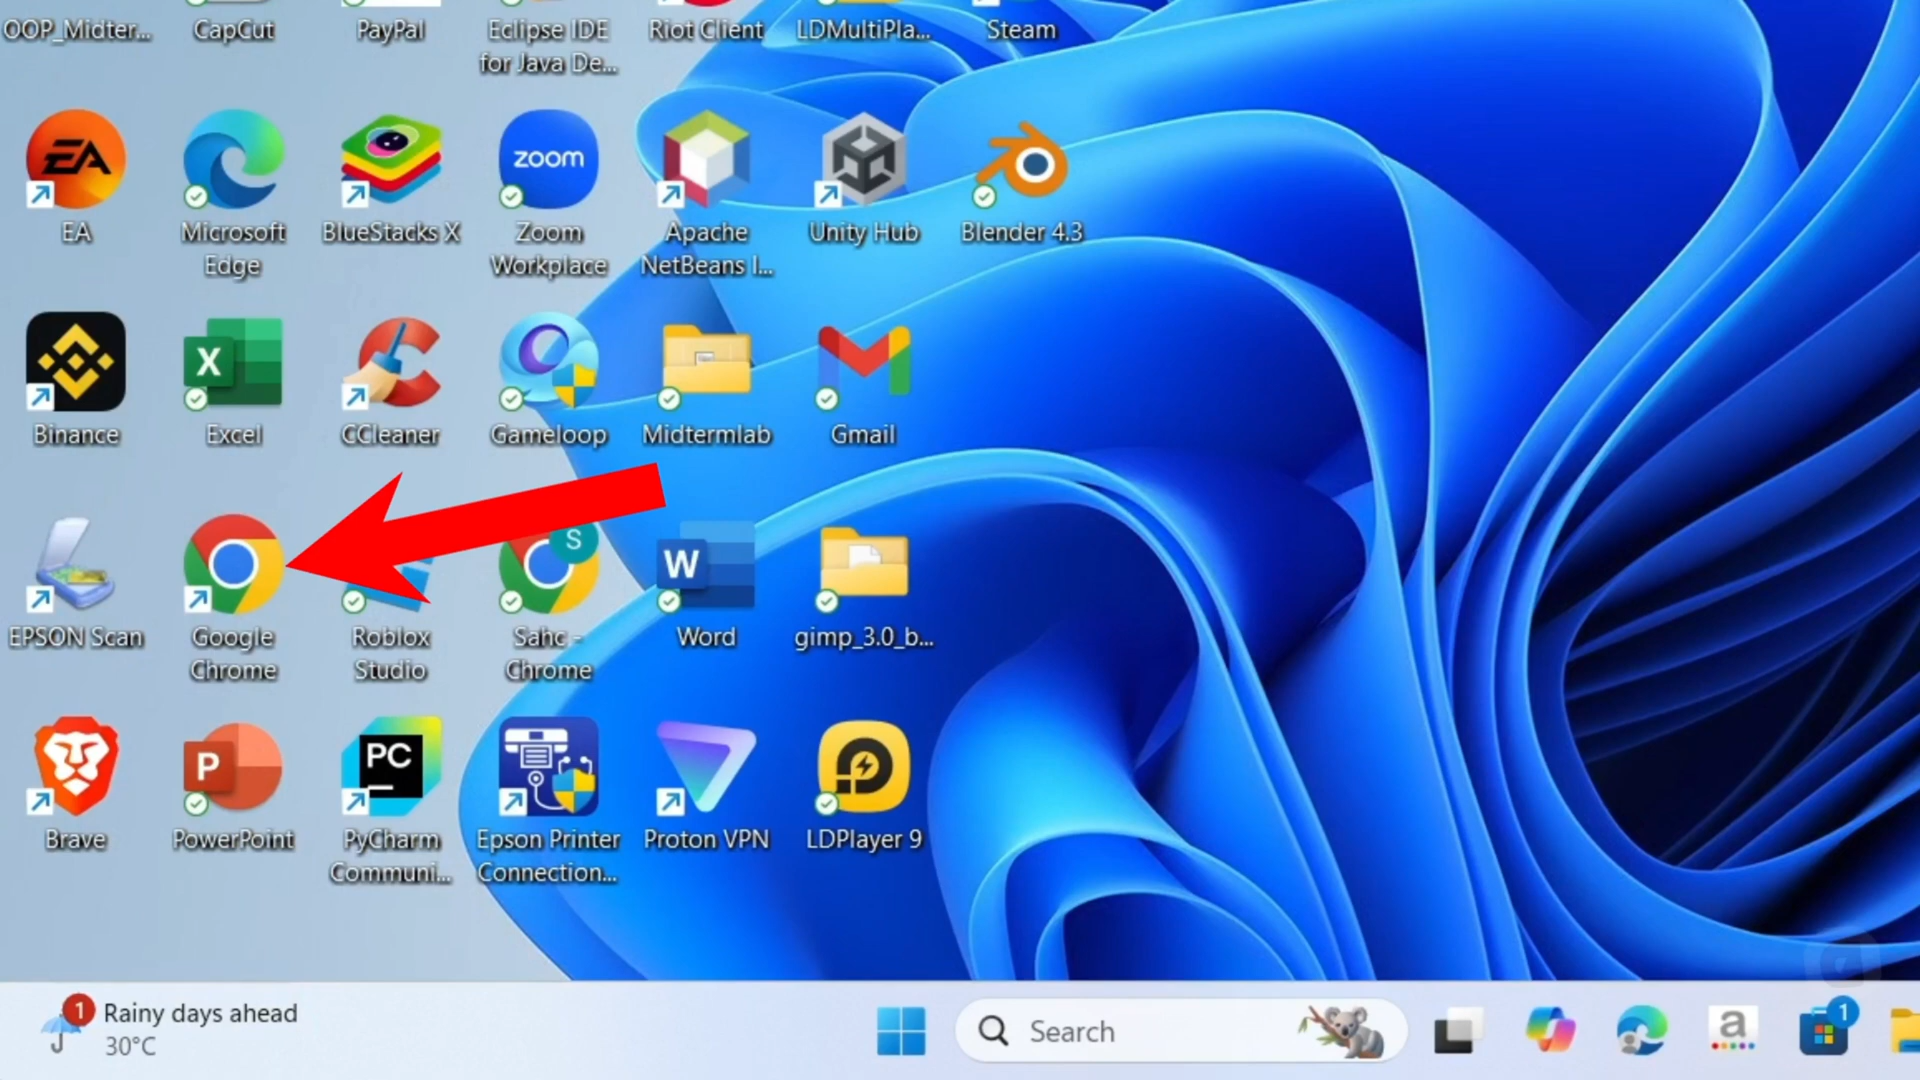 OOP_Midter...
CapCut
PayPal
Eclipse IDE
for Java De...
Riot Client
LDMultiPla...
Steam
EA
EA
Microsoft
Edge
BlueStacks X
zoom
Zoom
Workplace
Apache
NetBeans I...
Unity Hub
Blender 4.3
Binance
X
Excel
CCleaner
Gameloop
Midtermlab
Gmail
EPSON Scan
Google
Chrome
Roblox
Studio
S
Sahc -
Chrome
W
Word
gimp_3.0_b...
Brave
P
PowerPoint
PC
PyCharm
Communi...
Epson Printer
Connection...
Proton VPN
LDPlayer 9
1
Rainy days ahead
30°C
Search
a
1